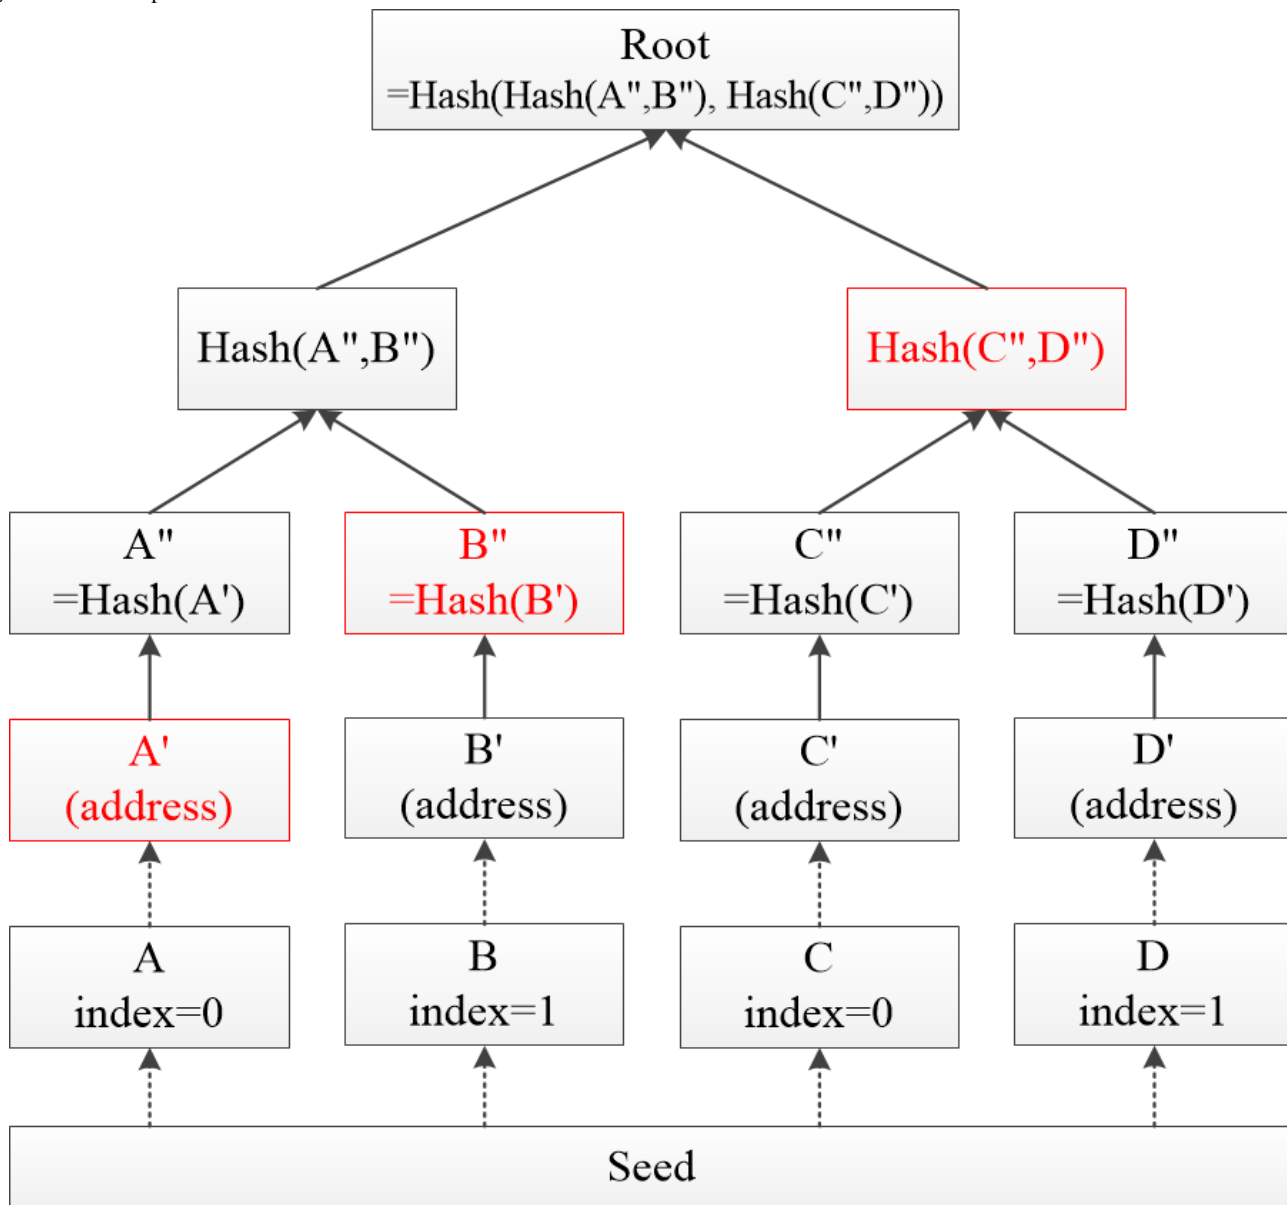 Root
=Hash(Hash(A",B"), Hash(C",D"))
Hash(A",B")
Hash(C",D")
A"
=Hash(A')
B"
=Hash(B')
C"
=Hash(C')
D"
=Hash(D')
A'
(address)
B'
(address)
C'
(address)
D'
(address)
A
index=0
B
index=1
C
index=0
D
index=1
Seed